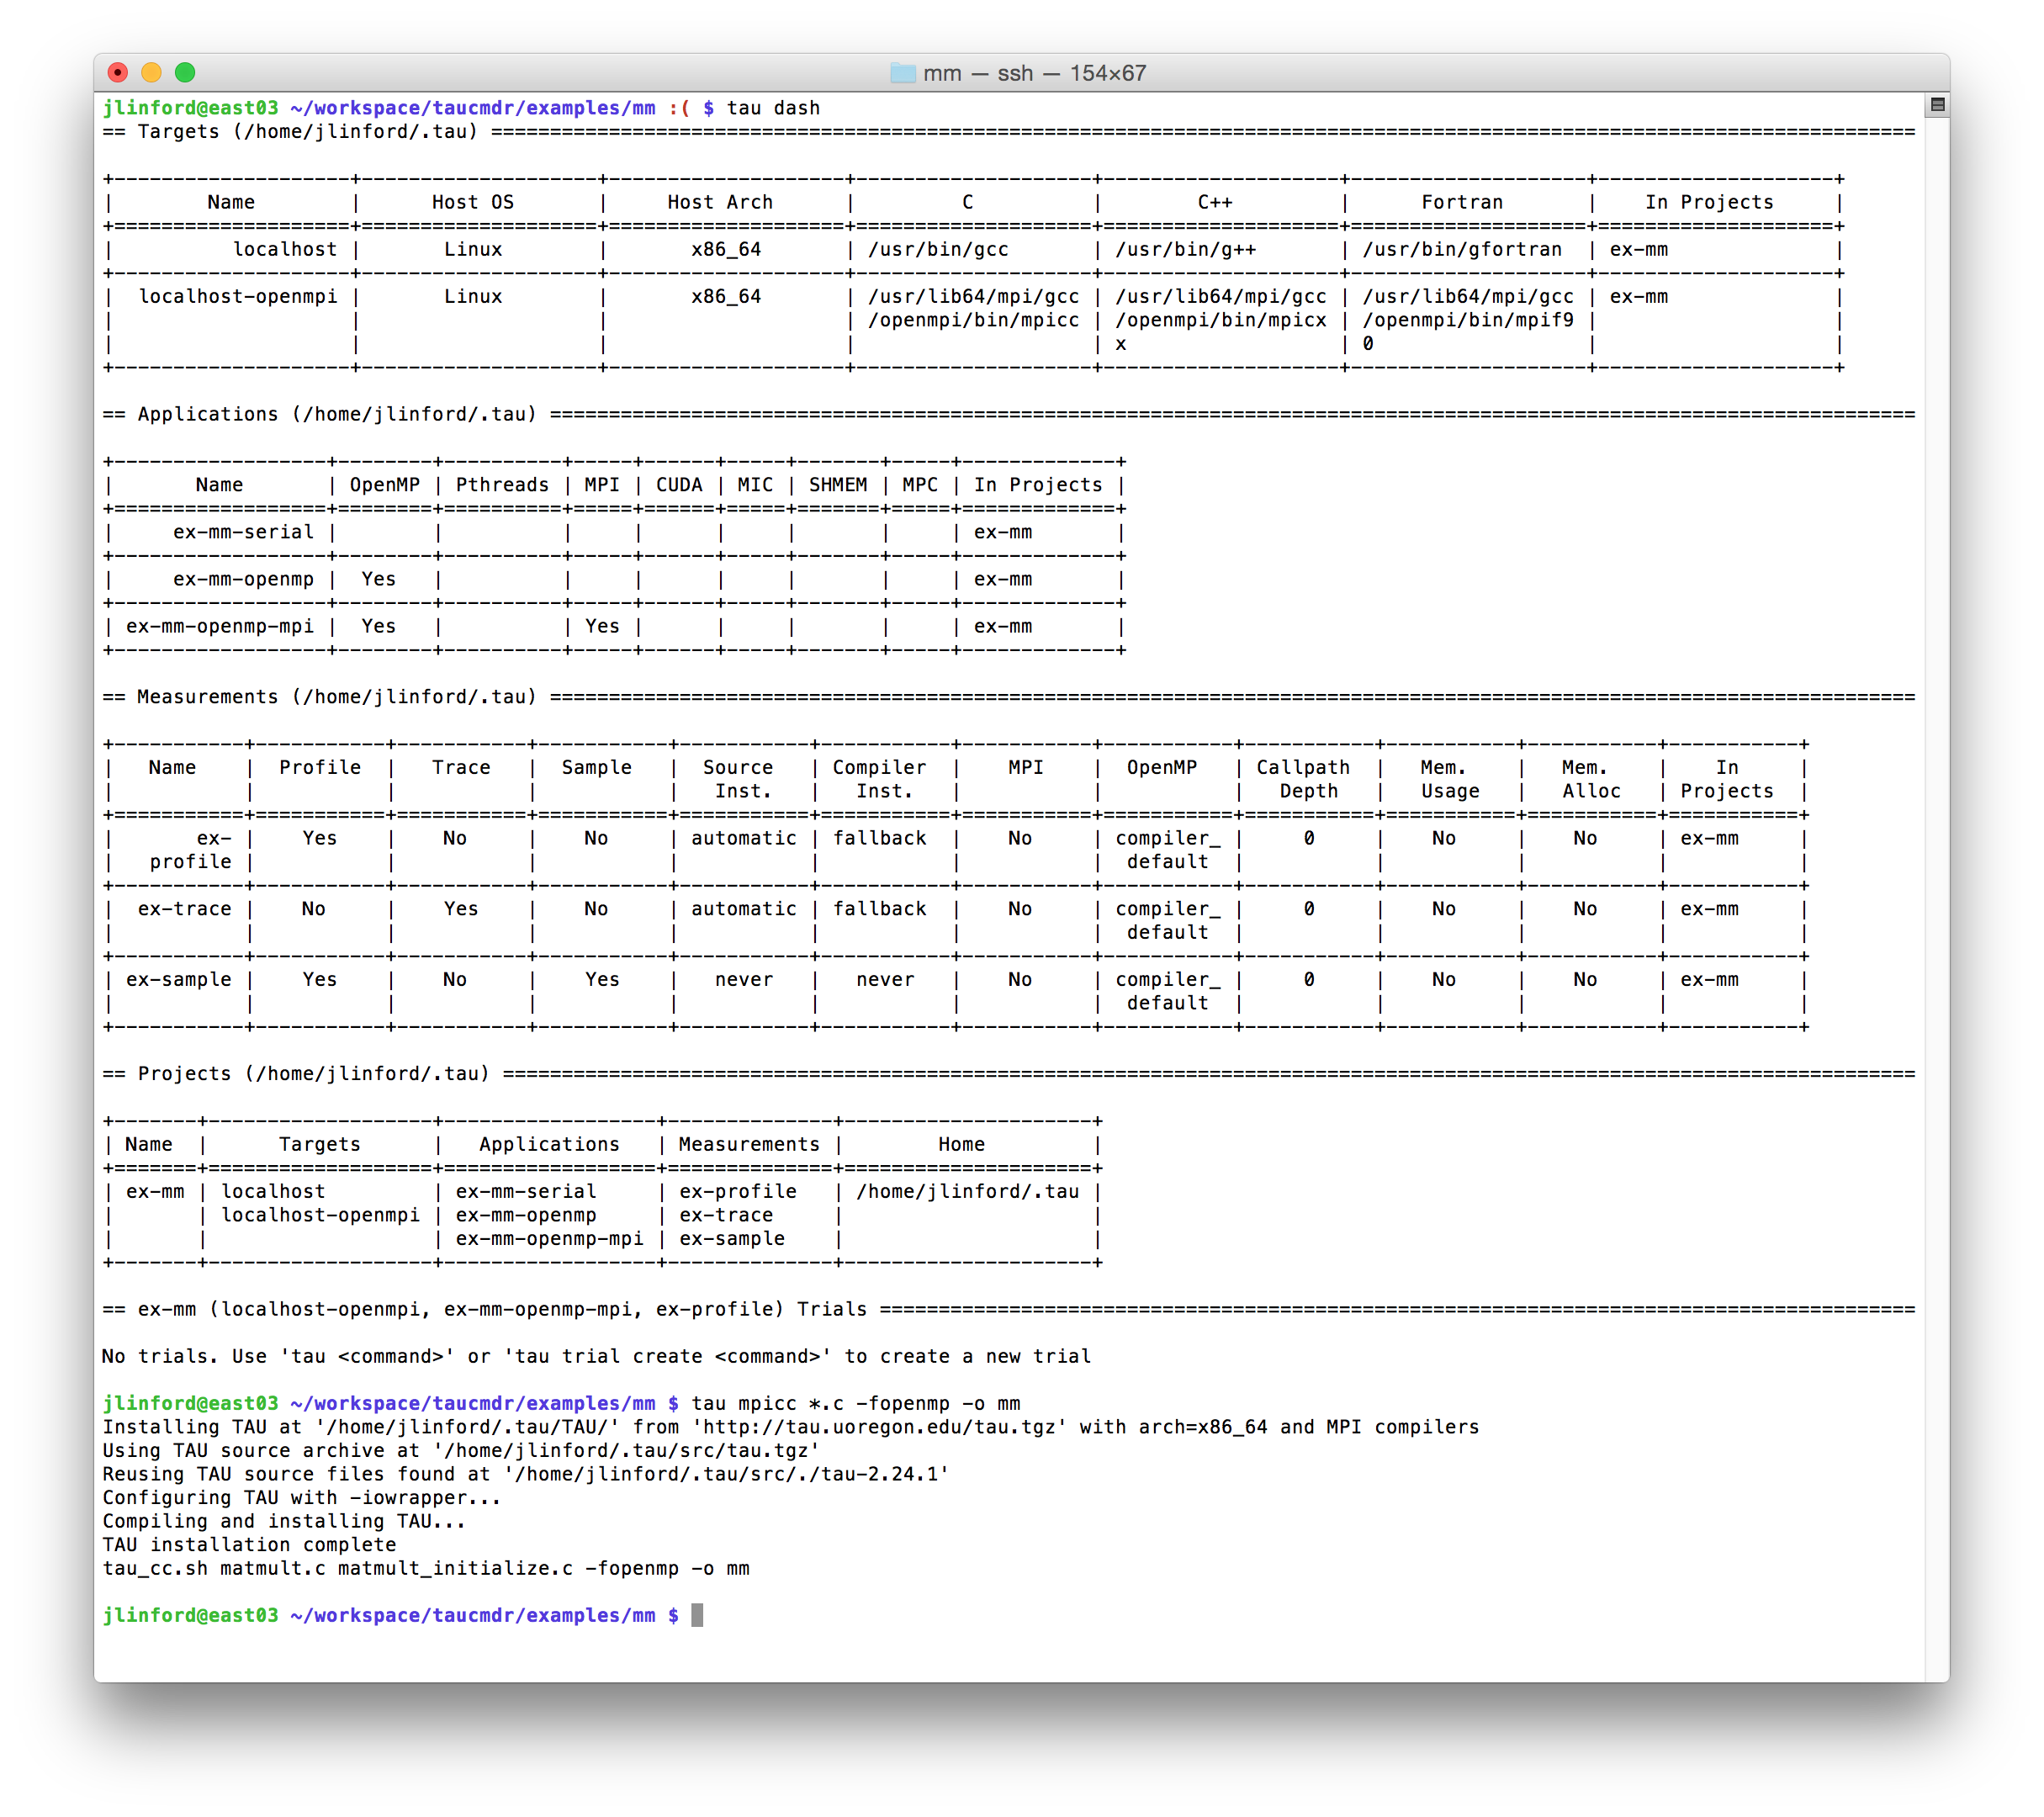 mm — ssh — 154×67
jlinford@east03 ~/workspace/taucmdr/examples/mm :( $ tau dash
== Targets (/home/jlinford/.tau) =========================================================================================================================

+--------------------+--------------------+--------------------+--------------------+--------------------+--------------------+--------------------+
|        Name        |      Host OS       |     Host Arch      |         C          |        C++         |      Fortran       |    In Projects     |
+====================+====================+====================+====================+====================+====================+====================+
|          localhost |       Linux        |       x86_64       | /usr/bin/gcc       | /usr/bin/g++       | /usr/bin/gfortran  | ex-mm              |
+--------------------+--------------------+--------------------+--------------------+--------------------+--------------------+--------------------+
|  localhost-openmpi |       Linux        |       x86_64       | /usr/lib64/mpi/gcc | /usr/lib64/mpi/gcc | /usr/lib64/mpi/gcc | ex-mm              |
|                    |                    |                    | /openmpi/bin/mpicc | /openmpi/bin/mpicx | /openmpi/bin/mpif9 |                    |
|                    |                    |                    |                    | x                  | 0                  |                    |
+--------------------+--------------------+--------------------+--------------------+--------------------+--------------------+--------------------+

== Applications (/home/jlinford/.tau) ====================================================================================================================

+------------------+--------+----------+-----+------+-----+-------+-----+-------------+
|       Name       | OpenMP | Pthreads | MPI | CUDA | MIC | SHMEM | MPC | In Projects |
+==================+========+==========+=====+======+=====+=======+=====+=============+
|     ex-mm-serial |        |          |     |      |     |       |     | ex-mm       |
+------------------+--------+----------+-----+------+-----+-------+-----+-------------+
|     ex-mm-openmp |  Yes   |          |     |      |     |       |     | ex-mm       |
+------------------+--------+----------+-----+------+-----+-------+-----+-------------+
| ex-mm-openmp-mpi |  Yes   |          | Yes |      |     |       |     | ex-mm       |
+------------------+--------+----------+-----+------+-----+-------+-----+-------------+

== Measurements (/home/jlinford/.tau) ====================================================================================================================

+-----------+-----------+-----------+-----------+-----------+-----------+-----------+-----------+-----------+-----------+-----------+-----------+
|   Name    |  Profile  |   Trace   |  Sample   |  Source   | Compiler  |    MPI    |  OpenMP   | Callpath  |   Mem.    |   Mem.    |    In     |
|           |           |           |           |   Inst.   |   Inst.   |           |           |   Depth   |   Usage   |   Alloc   | Projects  |
+===========+===========+===========+===========+===========+===========+===========+===========+===========+===========+===========+===========+
|       ex- |    Yes    |    No     |    No     | automatic | fallback  |    No     | compiler_ |     0     |    No     |    No     | ex-mm     |
|   profile |           |           |           |           |           |           |  default  |           |           |           |           |
+-----------+-----------+-----------+-----------+-----------+-----------+-----------+-----------+-----------+-----------+-----------+-----------+
|  ex-trace |    No     |    Yes    |    No     | automatic | fallback  |    No     | compiler_ |     0     |    No     |    No     | ex-mm     |
|           |           |           |           |           |           |           |  default  |           |           |           |           |
+-----------+-----------+-----------+-----------+-----------+-----------+-----------+-----------+-----------+-----------+-----------+-----------+
| ex-sample |    Yes    |    No     |    Yes    |   never   |   never   |    No     | compiler_ |     0     |    No     |    No     | ex-mm     |
|           |           |           |           |           |           |           |  default  |           |           |           |           |
+-----------+-----------+-----------+-----------+-----------+-----------+-----------+-----------+-----------+-----------+-----------+-----------+

== Projects (/home/jlinford/.tau) ========================================================================================================================

+-------+-------------------+------------------+--------------+---------------------+
| Name  |      Targets      |   Applications   | Measurements |        Home         |
+=======+===================+==================+==============+=====================+
| ex-mm | localhost         | ex-mm-serial     | ex-profile   | /home/jlinford/.tau |
|       | localhost-openmpi | ex-mm-openmp     | ex-trace     |                     |
|       |                   | ex-mm-openmp-mpi | ex-sample    |                     |
+-------+-------------------+------------------+--------------+---------------------+

== ex-mm (localhost-openmpi, ex-mm-openmp-mpi, ex-profile) Trials ========================================================================================

No trials. Use 'tau <command>' or 'tau trial create <command>' to create a new trial

jlinford@east03 ~/workspace/taucmdr/examples/mm $ tau mpicc *.c -fopenmp -o mm
Installing TAU at '/home/jlinford/.tau/TAU/' from 'http://tau.uoregon.edu/tau.tgz' with arch=x86_64 and MPI compilers
Using TAU source archive at '/home/jlinford/.tau/src/tau.tgz'
Reusing TAU source files found at '/home/jlinford/.tau/src/./tau-2.24.1'
Configuring TAU with -iowrapper...
Compiling and installing TAU...
TAU installation complete
tau_cc.sh matmult.c matmult_initialize.c -fopenmp -o mm

jlinford@east03 ~/workspace/taucmdr/examples/mm $